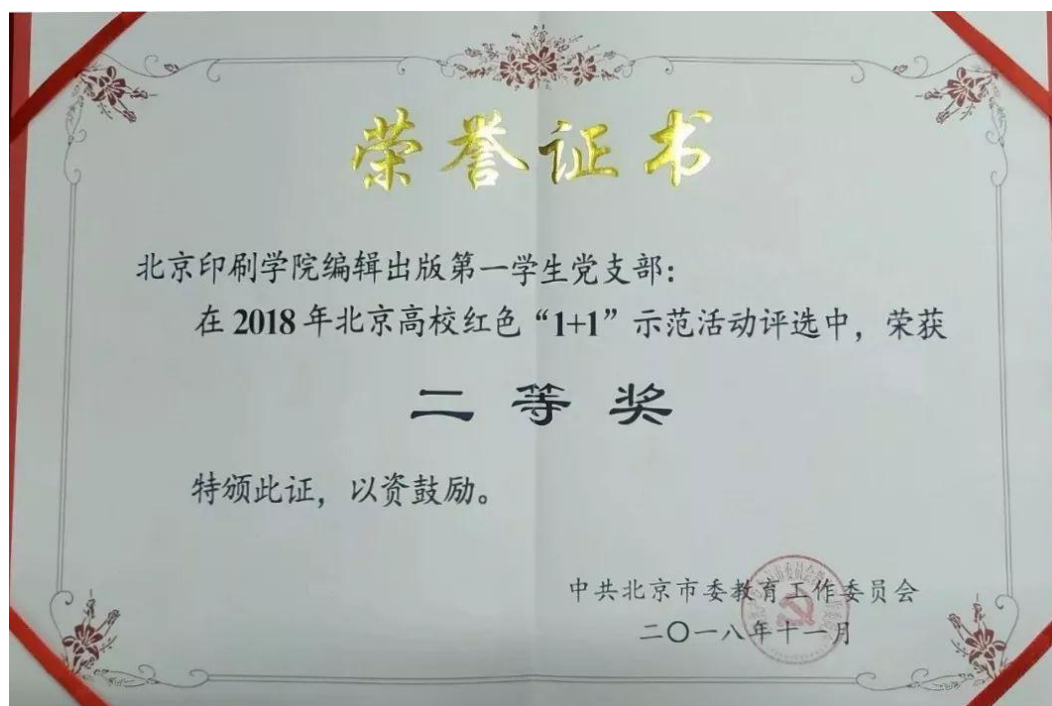 荣誉证书
北京印刷学院编辑出版第一学生党支部：
在2018年北京高校红色“1+1”示范活动评选中，荣获
二等奖
特颁此证，以资鼓励。
中共北京市委教育工作委员会
二〇一八年十一月